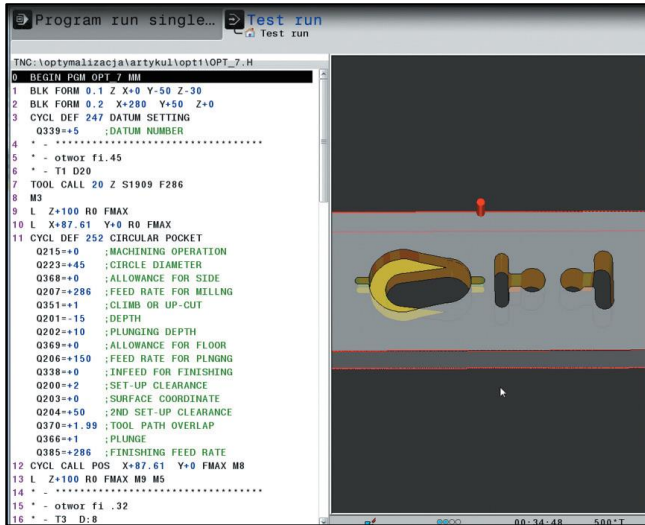 Program run single…
Test run
Test run
TNC:\optymalizacja\artykul\opt1\OPT_7.H
0 BEGIN PGM OPT_7 MM
1 BLK FORM 0.1 Z X+0 Y-50 Z-30
2 BLK FORM 0.2 X+280 Y+50 Z+0
3 CYCL DEF 247 DATUM SETTING
Q339=+5 ;DATUM NUMBER
4 * - *********************************
5 * - otwor fi.45
6 * - T1 D20
7 TOOL CALL 20 Z S1909 F286
8 M3
9 L Z+100 R0 FMAX
10 L X+87.61 Y+0 R0 FMAX
11 CYCL DEF 252 CIRCULAR POCKET
Q215=+0 ;MACHINING OPERATION
Q223=+45 ;CIRCLE DIAMETER
Q368=+0 ;ALLOWANCE FOR SIDE
Q207=+286 ;FEED RATE FOR MILLNG
Q351=+1 ;CLIMB OR UP-CUT
Q201=-15 ;DEPTH
Q202=+10 ;PLUNGING DEPTH
Q369=+0 ;ALLOWANCE FOR FLOOR
Q206=+150 ;FEED RATE FOR PLNGNG
Q338=+0 ;INFEED FOR FINISHING
Q200=+2 ;SET-UP CLEARANCE
Q203=+0 ;SURFACE COORDINATE
Q204=+50 ;2ND SET-UP CLEARANCE
Q370=+1.99 ;TOOL PATH OVERLAP
Q366=+1 ;PLUNGE
Q385=+286 ;FINISHING FEED RATE
12 CYCL CALL POS X+87.61 Y+0 FMAX M8
13 L Z+100 R0 FMAX M9 M5
14 * - *********************************
15 * - otwor fi .32
16 * - T3 D:8
00:34:48 500*T